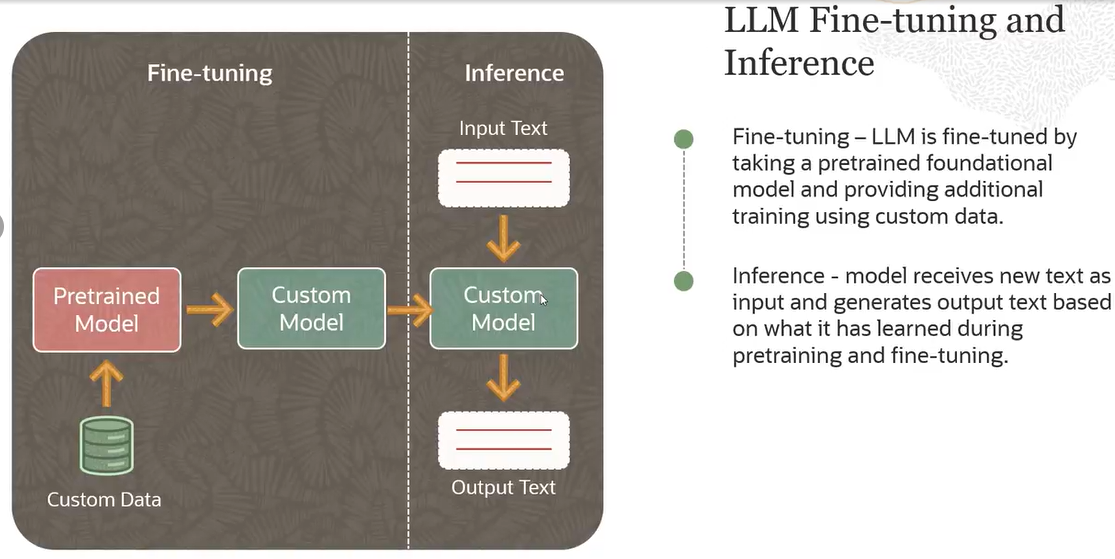 Fine-tuning
Inference
Input Text
Pretrained
Model
Custom
Model
Custom
Model
Custom Data
Output Text
LLM Fine-tuning and
Inference
Fine-tuning – LLM is fine-tuned by
taking a pretrained foundational
model and providing additional
training using custom data.
Inference - model receives new text as
input and generates output text based
on what it has learned during
pretraining and fine-tuning.